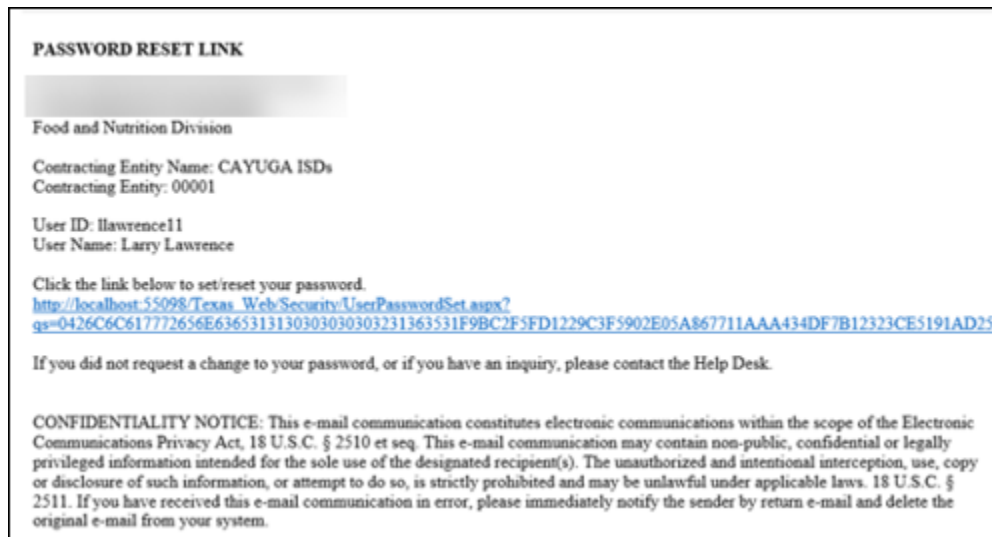 PASSWORD RESET LINK
Food and Nutrition Division
Contracting Entity Name: CAYUGA ISDs
Contracting Entity: 00001
User ID: llawrence11
User Name: Larry Lawrence
Click the link below to set/reset your password.
http://localhost:55098/Texas_Web/Security/UserPasswordSet.aspx?
qs=0426C6C617772656E63653131303030303031363531F9BC2F5FD1229C3F5902E05A867711AAA434DF7B12323CE5191AD25
If you did not request a change to your password, or if you have an inquiry, please contact the Help Desk.
CONFIDENTIALITY NOTICE: This e-mail communication constitutes electronic communications within the scope of the Electronic
Communications Privacy Act, 18 U.S.C. § 2510 et seq. This e-mail communication may contain non-public, confidential or legally
privileged information intended for the sole use of the designated recipient(s). The unauthorized and intentional interception, use, copy
or disclosure of such information, or attempt to do so, is strictly prohibited and may be unlawful under applicable laws. 18 U.S.C. §
2511. If you have received this e-mail communication in error, please immediately notify the sender by return e-mail and delete the
original e-mail from your system.